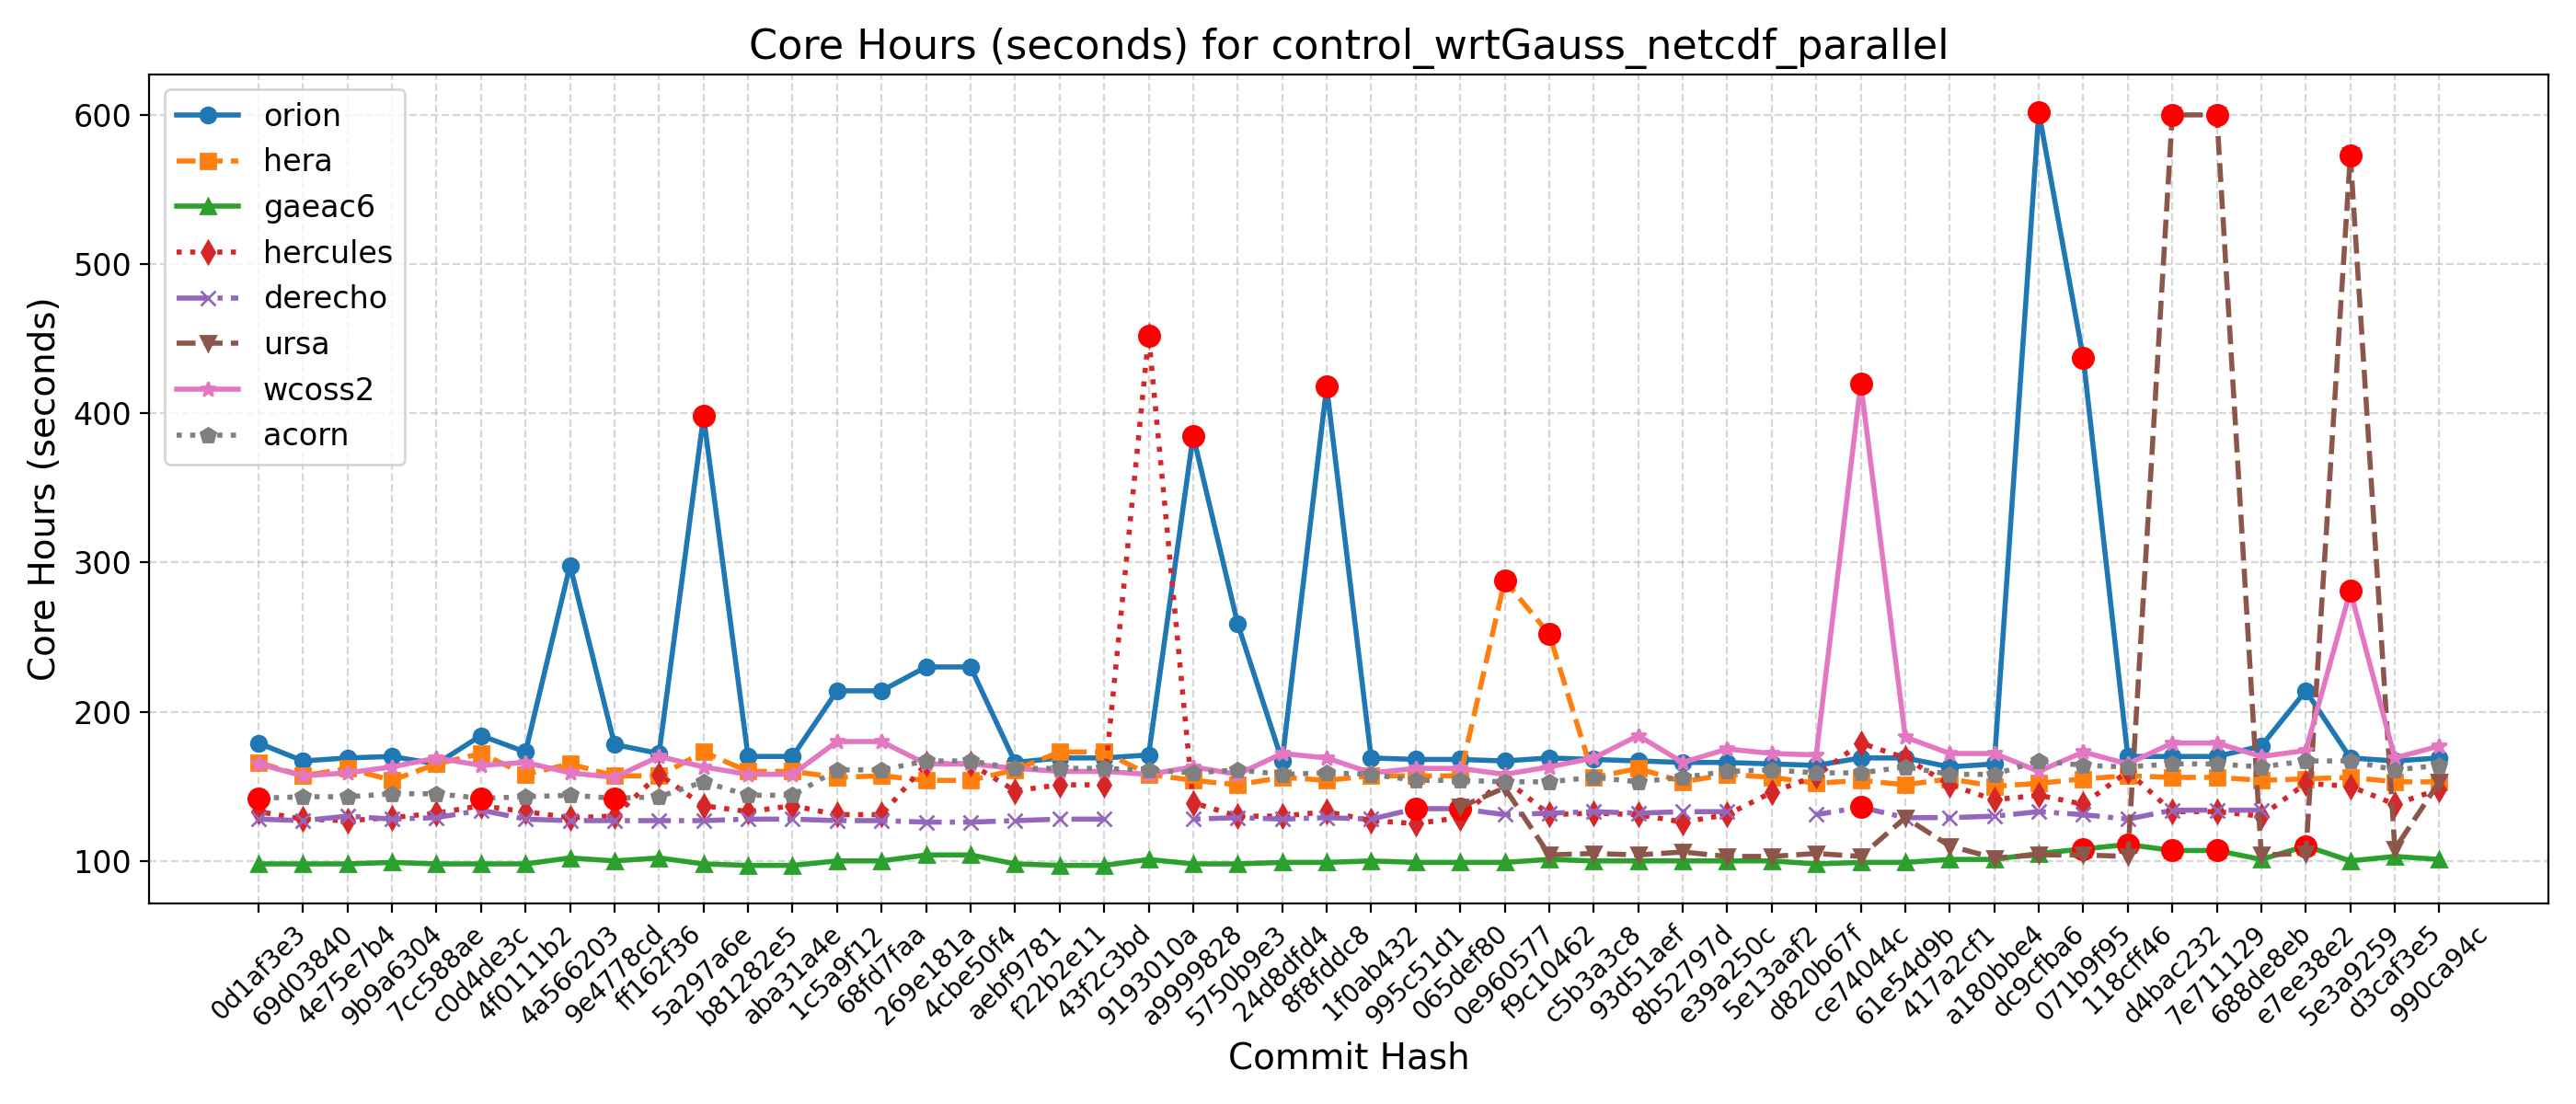 Core Hours (seconds) for control_wrtGauss_netcdf_parallel
Core Hours (seconds)
600
500
400
300
200
100
orion
hera
gaeac6
hercules
derecho
ursa
wcoss2
acorn
0d1af3e3
69d03840
4e75e7b4
9b9a6304
7cc588ae
c0d4de3c
4f0111b2
4a566203
9e4778cd
ff162f36
5a297a6e
b81282e5
aba31a4e
1c5a9f12
68fd7faa
269e181a
4cbe50f4
aebf9781
f22b2e11
43f2c3bd
9193010a
a9999828
5750b9e3
24d8dfd4
8f8fddc8
1f0ab432
995c51d1
065def80
0e960577
f9c10462
c5b3a3c8
93d51aef
8b52797d
e39a250c
5e13aaf2
d820b67f
ce74044c
61e54d9b
417a2cf1
a180bbe4
dc9cfba6
071b9f95
118cff46
d4bac232
7e711129
688de8eb
e7ee38e2
5e3a9259
d3caf3e5
990ca94c
Commit Hash